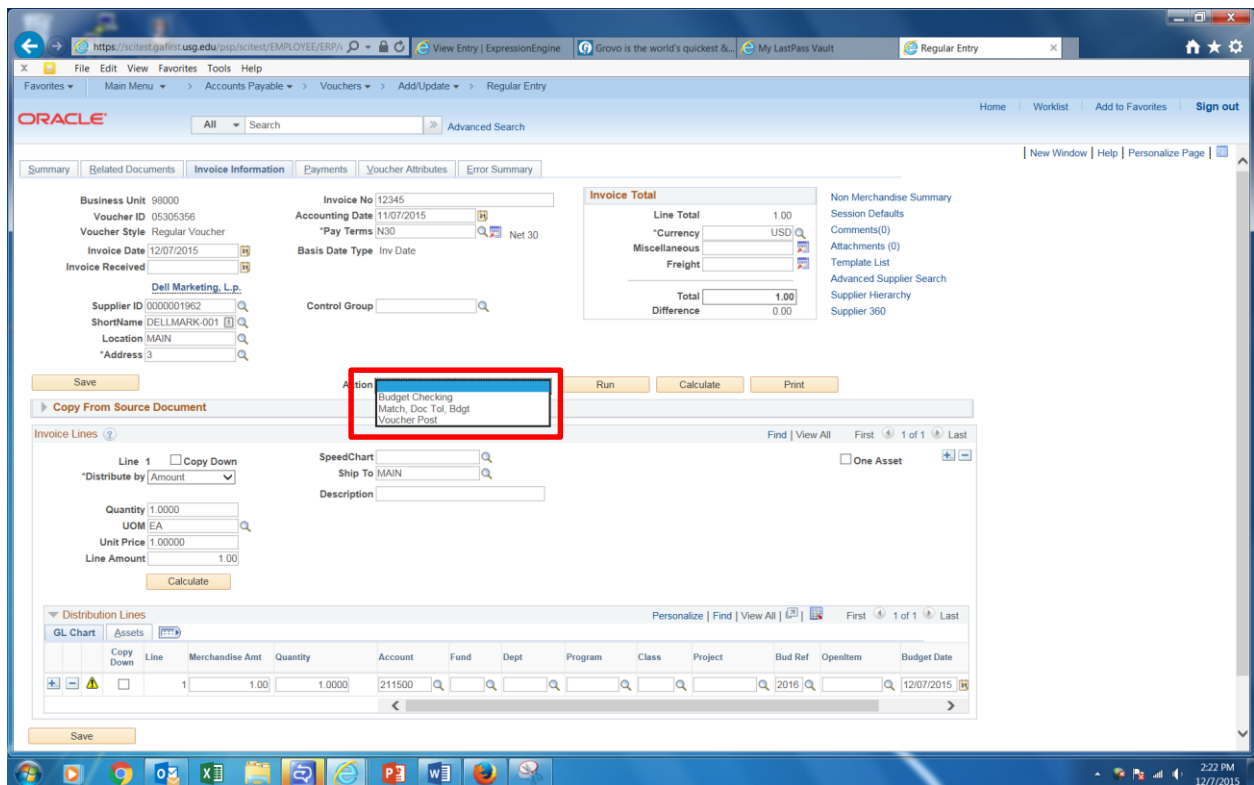 https://scitest.gafirst.usg.edu/psp/scitest/EMPLOYEE/ERP/ View Entry | ExpressionEngine Grovo is the world's quickest &... My LastPass Vault Regular Entry
File Edit View Favorites Tools Help
Favorites Main Menu > Accounts Payable > Vouchers > Add/Update > Regular Entry
Home Worklist Add to Favorites Sign out
ORACLE All Search Advanced Search
New Window | Help | Personalize Page |
Summary Related Documents Invoice Information Payments Voucher Attributes Error Summary
Business Unit 98000 Invoice No 12345 Invoice Total Non Merchandise Summary
Voucher ID 05305356 Accounting Date 11/07/2015 Line Total 1.00 Session Defaults
Voucher Style Regular Voucher *Pay Terms N30 Net 30 *Currency USD Comments(0)
Invoice Date 12/07/2015 Basis Date Type Inv Date Miscellaneous Attachments (0)
Invoice Received Freight Template List
Dell Marketing, L.p. Advanced Supplier Search
Supplier ID 0000001962 Control Group Total 1.00 Supplier Hierarchy
ShortName DELLMARK-001 Difference 0.00 Supplier 360
Location MAIN
*Address 3
Save Action Run Calculate Print
Budget Checking
Match, Doc Tol, Bdgt
Voucher Post
Copy From Source Document
Invoice Lines Find | View All First 1 of 1 Last
Line 1 Copy Down SpeedChart One Asset
*Distribute by Amount Ship To MAIN
Description
Quantity 1.0000
UOM EA
Unit Price 1.00000
Line Amount 1.00
Calculate
Distribution Lines Personalize | Find | View All | First 1 of 1 Last
GL Chart Assets
Copy Down Line Merchandise Amt Quantity Account Fund Dept Program Class Project Bud Ref OpenItem Budget Date
1 1.00 1.0000 211500 2016 12/07/2015
Save
2:22 PM
12/7/2015